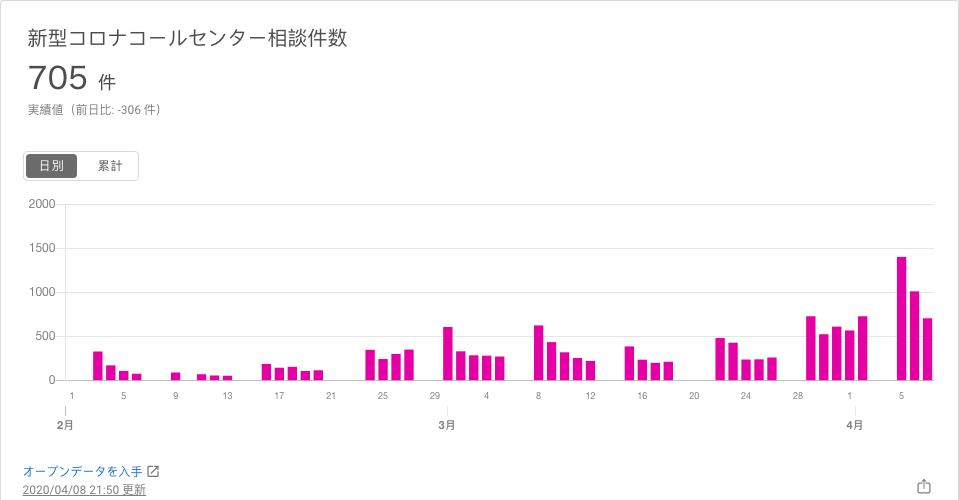 新型コロナコールセンター相談件数
705 件
実績値（前日比: -306 件）
日別 累計
2000
1500
1000
500
0
1 5 9 13 17 21 25 29 4 8 12 16 20 24 28 1 5
2月 3月 4月
オープンデータを入手
2020/04/08 21:50 更新